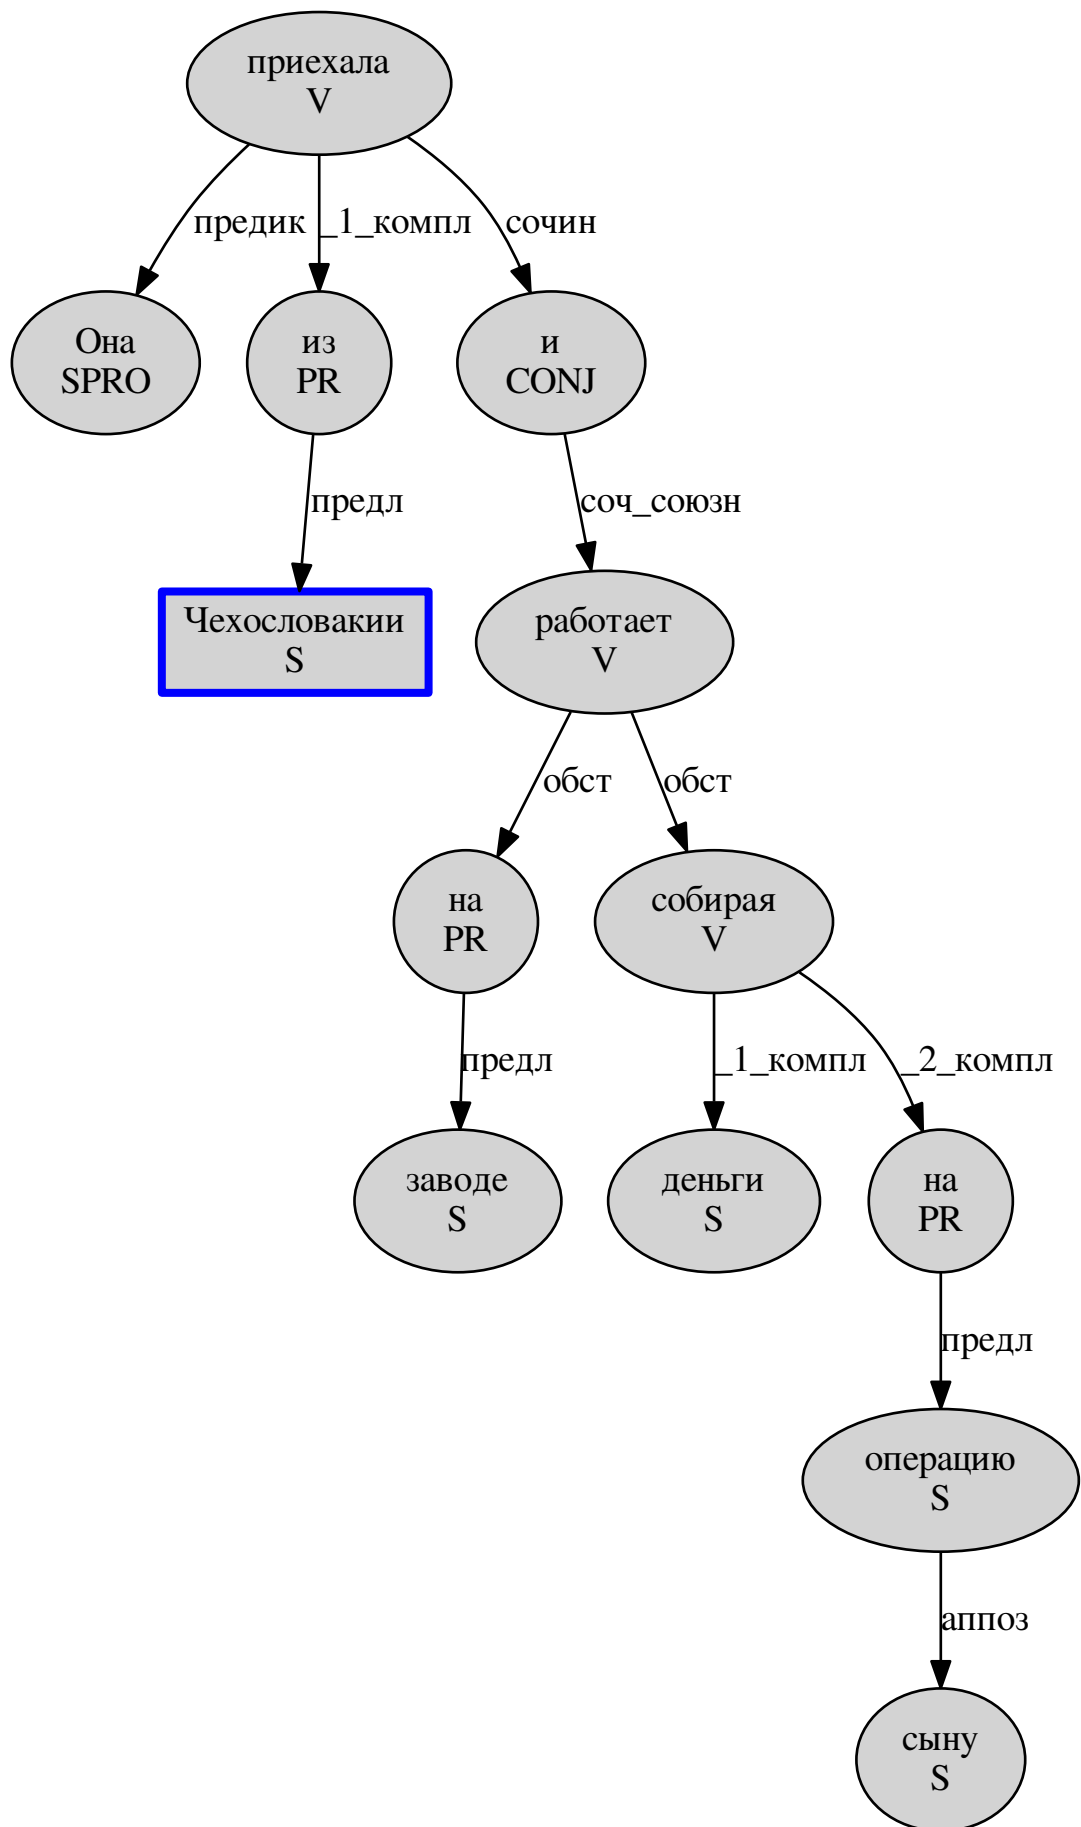 приехала
V
предик
_1_компл
сочин
Она
SPRO
из
PR
и
CONJ
предл
соч_союзн
Чехословакии
S
работает
V
обст
обст
на
PR
собирая
V
предл
_1_компл
_2_компл
заводе
S
деньги
S
на
PR
предл
операцию
S
аппоз
сыну
S